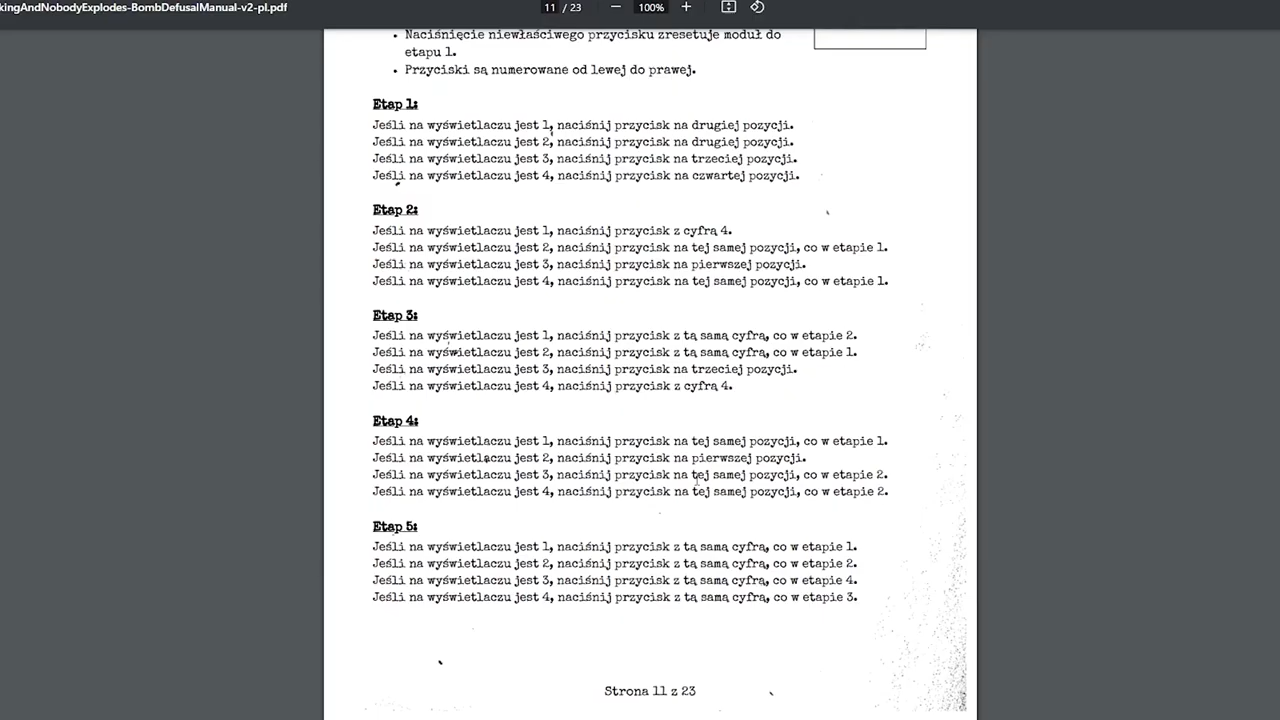 kingAndNobodyExplodes-BombDefusalManual-v2-pl.pdf
11 / 23
100%
• Naciśnięcie niewłaściwego przycisku zresetuje moduł do
etapu 1.
• Przyciski są numerowane od lewej do prawej.
Etap 1:
Jeśli na wyświetlaczu jest 1, naciśnij przycisk na drugiej pozycji.
Jeśli na wyświetlaczu jest 2, naciśnij przycisk na drugiej pozycji.
Jeśli na wyświetlaczu jest 3, naciśnij przycisk na trzeciej pozycji.
Jeśli na wyświetlaczu jest 4, naciśnij przycisk na czwartej pozycji.
Etap 2:
Jeśli na wyświetlaczu jest 1, naciśnij przycisk z cyfrą 4.
Jeśli na wyświetlaczu jest 2, naciśnij przycisk na tej samej pozycji, co w etapie 1.
Jeśli na wyświetlaczu jest 3, naciśnij przycisk na pierwszej pozycji.
Jeśli na wyświetlaczu jest 4, naciśnij przycisk na tej samej pozycji, co w etapie 1.
Etap 3:
Jeśli na wyświetlaczu jest 1, naciśnij przycisk z tą samą cyfrą, co w etapie 2.
Jeśli na wyświetlaczu jest 2, naciśnij przycisk z tą samą cyfrą, co w etapie 1.
Jeśli na wyświetlaczu jest 3, naciśnij przycisk na trzeciej pozycji.
Jeśli na wyświetlaczu jest 4, naciśnij przycisk z cyfrą 4.
Etap 4:
Jeśli na wyświetlaczu jest 1, naciśnij przycisk na tej samej pozycji, co w etapie 1.
Jeśli na wyświetlaczu jest 2, naciśnij przycisk na pierwszej pozycji.
Jeśli na wyświetlaczu jest 3, naciśnij przycisk na tej samej pozycji, co w etapie 2.
Jeśli na wyświetlaczu jest 4, naciśnij przycisk na tej samej pozycji, co w etapie 2.
Etap 5:
Jeśli na wyświetlaczu jest 1, naciśnij przycisk z tą samą cyfrą, co w etapie 1.
Jeśli na wyświetlaczu jest 2, naciśnij przycisk z tą samą cyfrą, co w etapie 2.
Jeśli na wyświetlaczu jest 3, naciśnij przycisk z tą samą cyfrą, co w etapie 4.
Jeśli na wyświetlaczu jest 4, naciśnij przycisk z tą samą cyfrą, co w etapie 3.
Strona 11 z 23